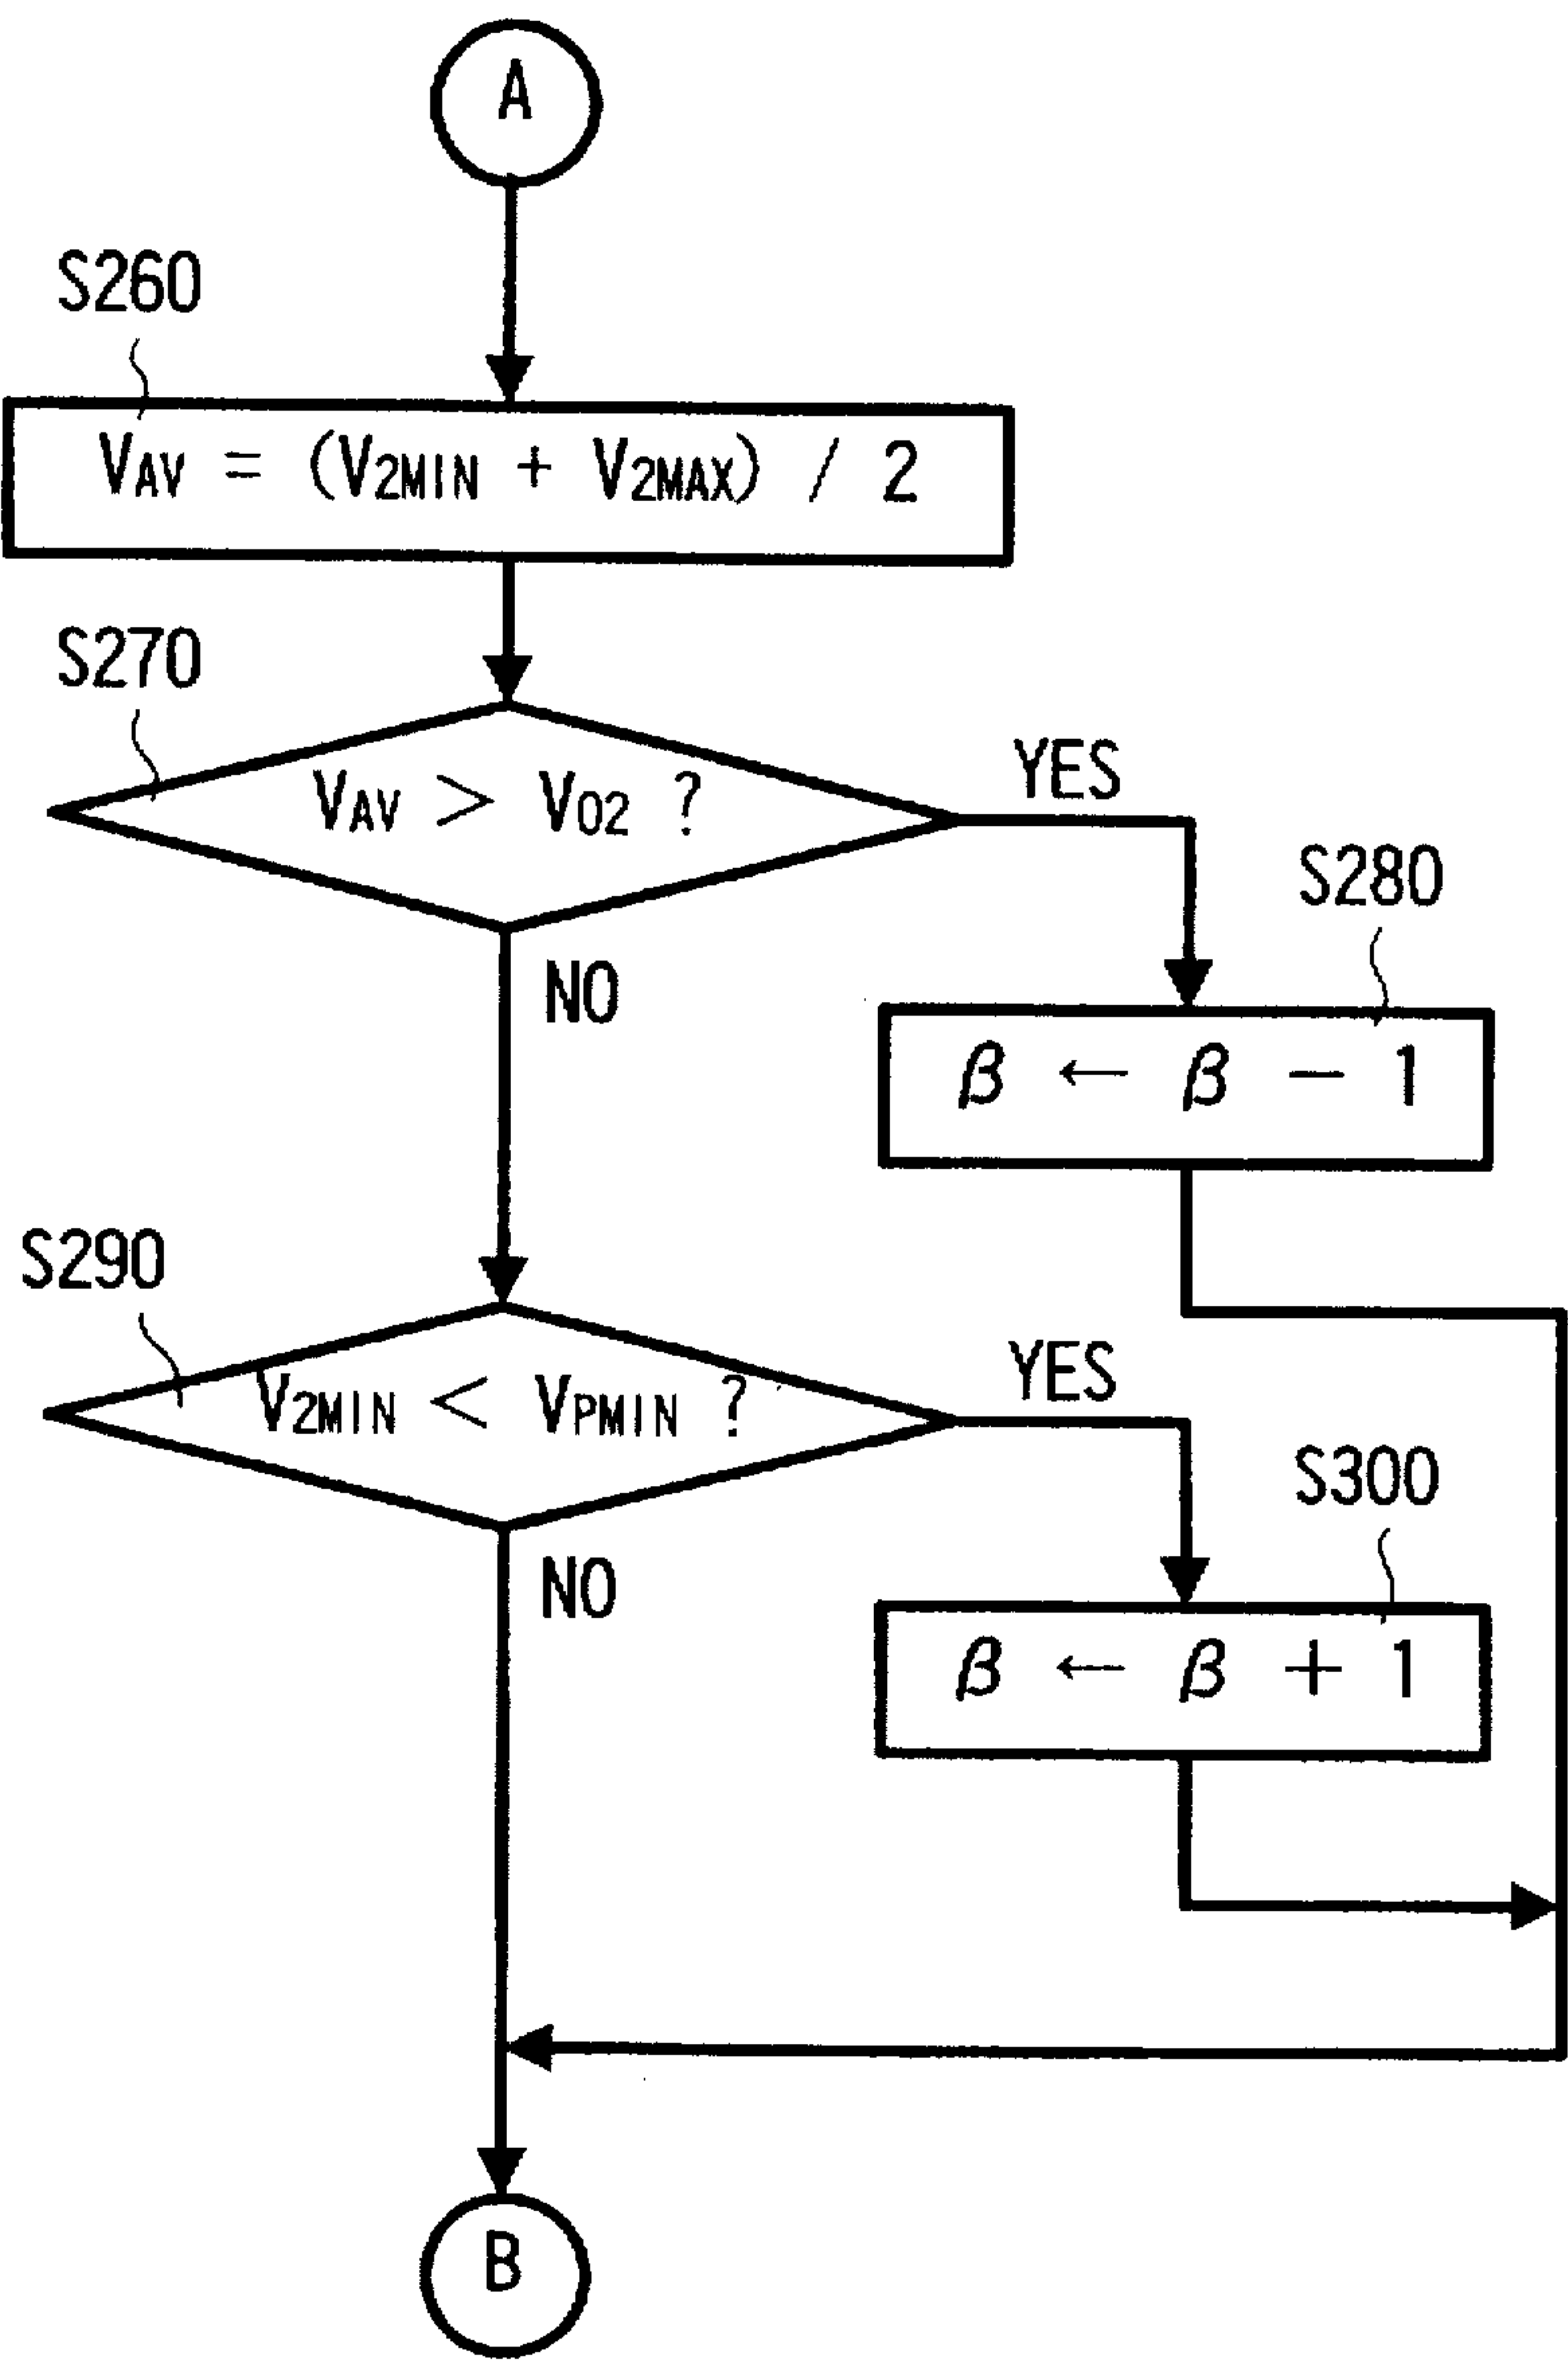 A
S260
VAV = (V2MIN + V2MAX) / 2
S270
VAV > VO2 ?
YES
S280
NO
β ← β − 1
S290
V2MIN < VPMIN ?
YES
S300
NO
β ← β + 1
B